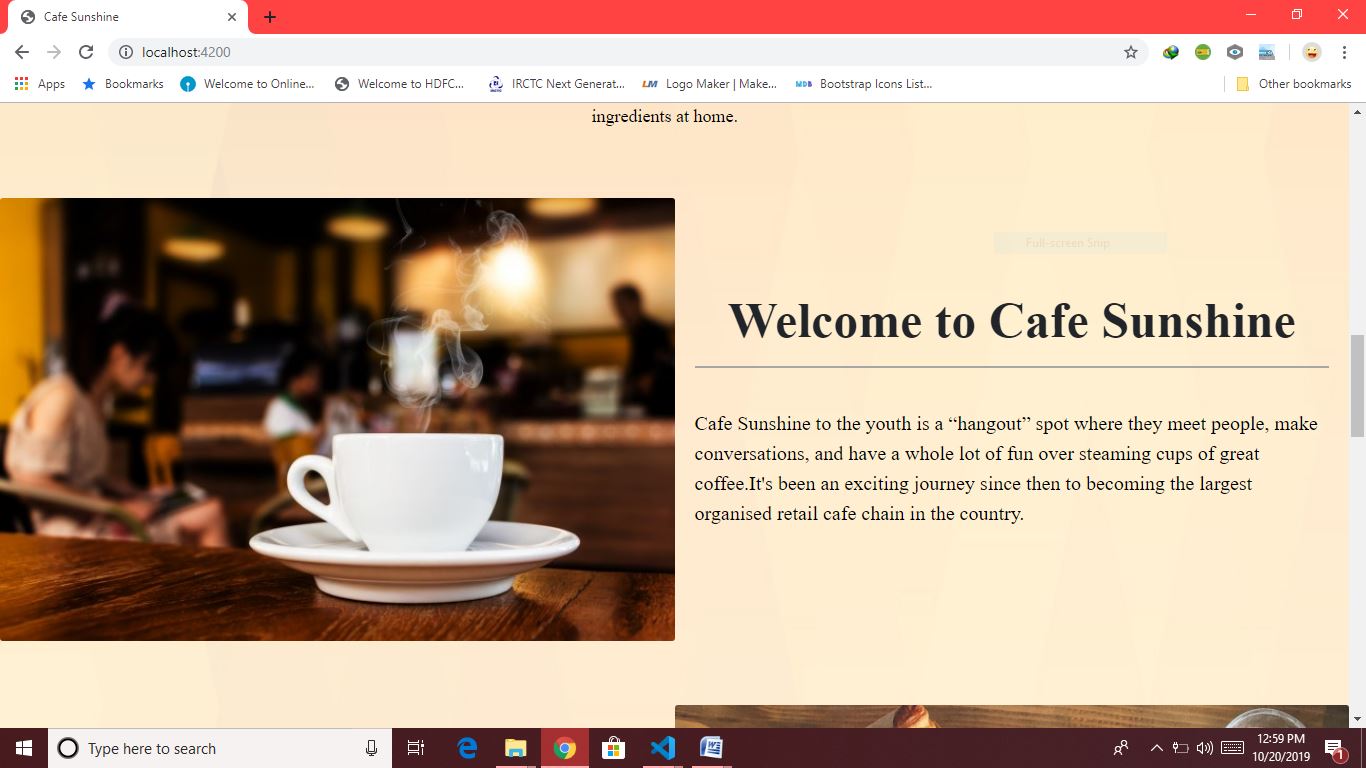 Cafe Sunshine
localhost:4200
Apps Bookmarks Welcome to Online... Welcome to HDFC... IRCTC Next Generat... Logo Maker | Make... Bootstrap Icons List... Other bookmarks
ingredients at home.
Full-screen Snip
Welcome to Cafe Sunshine
Cafe Sunshine to the youth is a “hangout” spot where they meet people, make
conversations, and have a whole lot of fun over steaming cups of great
coffee.It's been an exciting journey since then to becoming the largest
organised retail cafe chain in the country.
Type here to search
12:59 PM
10/20/2019
1